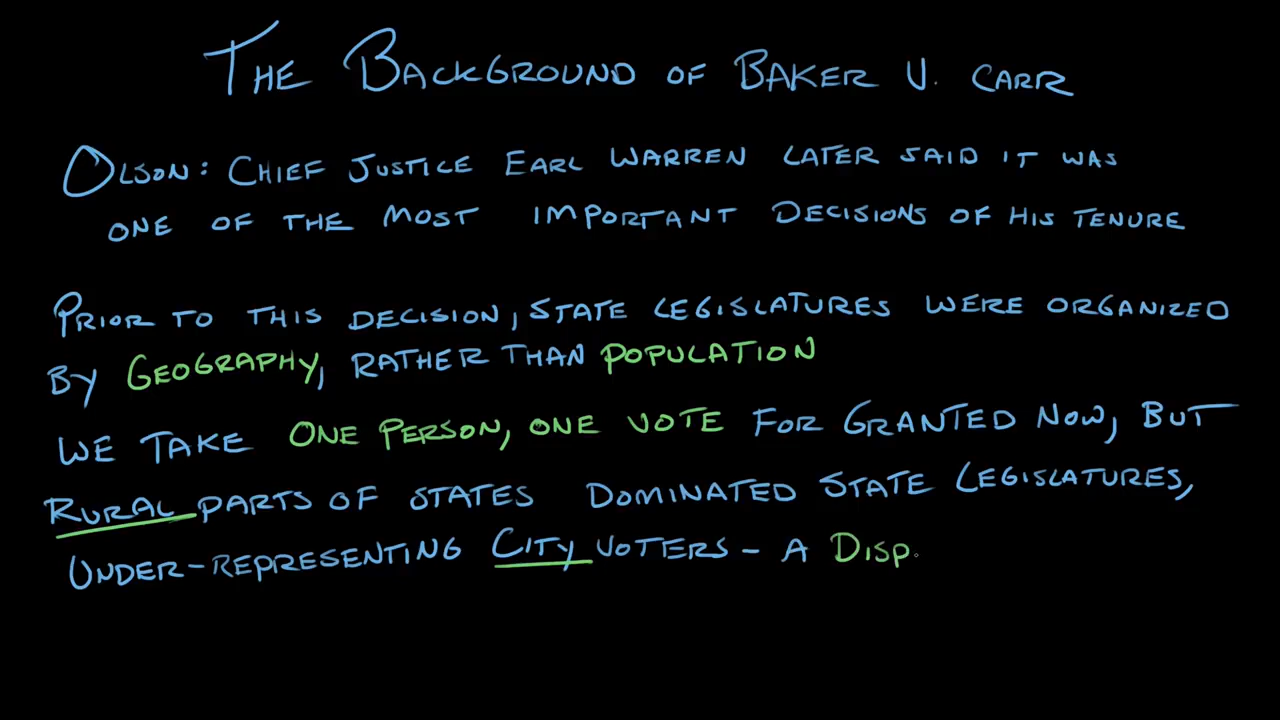 THE BACKGROUND OF BAKER V. CARR
OLSON: CHIEF JUSTICE EARL WARREN LATER SAID IT WAS
ONE OF THE MOST IMPORTANT DECISIONS OF HIS TENURE
PRIOR TO THIS DECISION, STATE LEGISLATURES WERE ORGANIZED
BY GEOGRAPHY, RATHER THAN POPULATION
WE TAKE ONE PERSON, ONE VOTE FOR GRANTED NOW, BUT
RURAL PARTS OF STATES DOMINATED STATE LEGISLATURES,
UNDER-REPRESENTING CITY VOTERS - A DISP